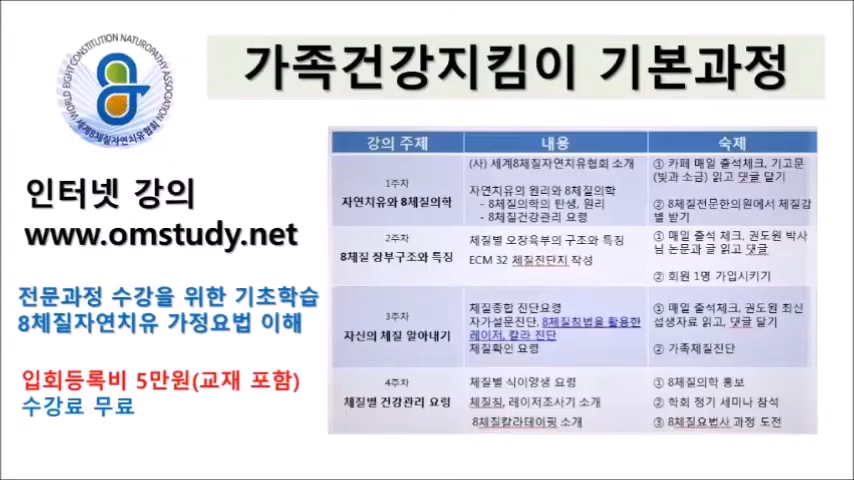 WORLD EIGHT CONSTITUTION NATUROPATHY ASSOCIATION
세계8체질자연치유협회
가족건강지킴이 기본과정
인터넷 강의
www.omstudy.net
전문과정 수강을 위한 기초학습
8체질자연치유 가정요법 이해
입회등록비 5만원(교재 포함)
수강료 무료
강의 주제 내용 숙제
1주차
자연치유와 8체질의학
(사) 세계8체질자연치유협회 소개
자연치유의 원리와 8체질의학
- 8체질의학의 탄생, 원리
- 8체질건강관리 요령
① 카페 매일 출석체크, 기고문
(빛과 소금) 읽고 댓글 달기
② 8체질전문한의원에서 체질감
별 받기
2주차
8체질 장부구조와 특징
체질별 오장육부의 구조와 특징
ECM 32 체질진단지 작성
① 매일 출석 체크, 권도원 박사
님 논문과 글 읽고 댓글
② 회원 1명 가입시키기
3주차
자신의 체질 알아내기
체질종합 진단요령
자가설문진단, 8체질침법을 활용한
레이저, 칼라 진단
체질확인 요령
① 매일 출석체크, 권도원 최신
섭생자료 읽고, 댓글 달기
② 가족체질진단
4주차
체질별 건강관리 요령
체질별 식이양생 요령
체질침, 레이저조사기 소개
8체질칼라테이핑 소개
① 8체질의학 홍보
② 학회 정기 세미나 참석
③ 8체질요법사 과정 도전